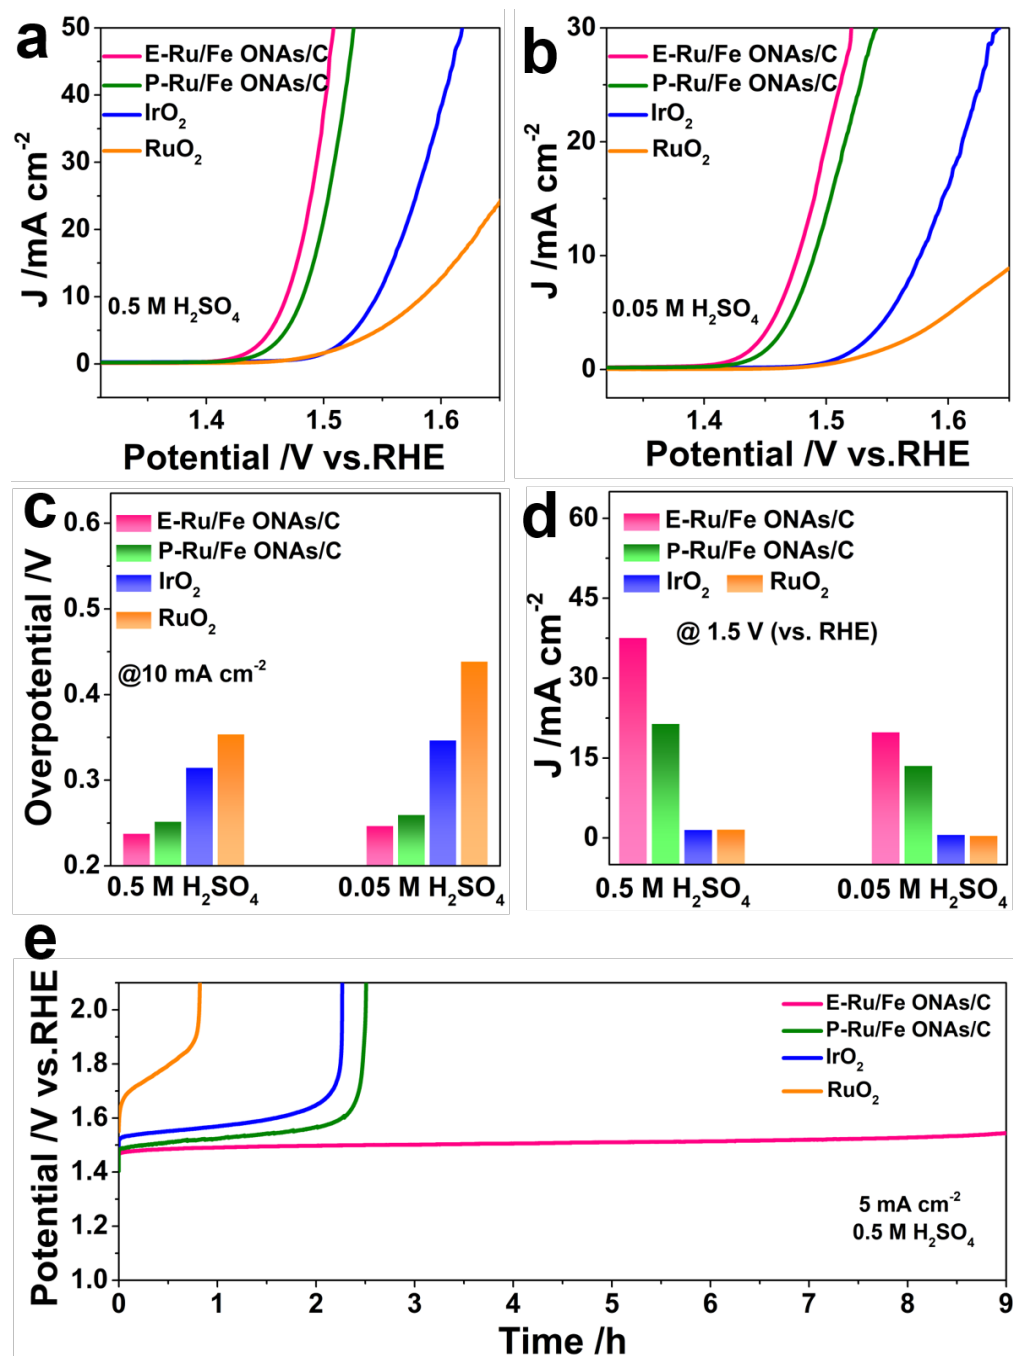 a
50
40
30
20
10
0
J /mA cm⁻²
E-Ru/Fe ONAs/C
P-Ru/Fe ONAs/C
IrO₂
RuO₂
0.5 M H₂SO₄
1.4 1.5 1.6
Potential /V vs.RHE
b
30
20
10
0
J /mA cm⁻²
E-Ru/Fe ONAs/C
P-Ru/Fe ONAs/C
IrO₂
RuO₂
0.05 M H₂SO₄
1.4 1.5 1.6
Potential /V vs.RHE
c
0.6
0.5
0.4
0.3
0.2
Overpotential /V
E-Ru/Fe ONAs/C
P-Ru/Fe ONAs/C
IrO₂
RuO₂
@10 mA cm⁻²
0.5 M H₂SO₄ 0.05 M H₂SO₄
d
60
45
30
15
0
J /mA cm⁻²
E-Ru/Fe ONAs/C
P-Ru/Fe ONAs/C
IrO₂ RuO₂
@ 1.5 V (vs. RHE)
0.5 M H₂SO₄ 0.05 M H₂SO₄
e
2.0
1.8
1.6
1.4
1.2
1.0
Potential /V vs.RHE
E-Ru/Fe ONAs/C
P-Ru/Fe ONAs/C
IrO₂
RuO₂
5 mA cm⁻²
0.5 M H₂SO₄
0 1 2 3 4 5 6 7 8 9
Time /h